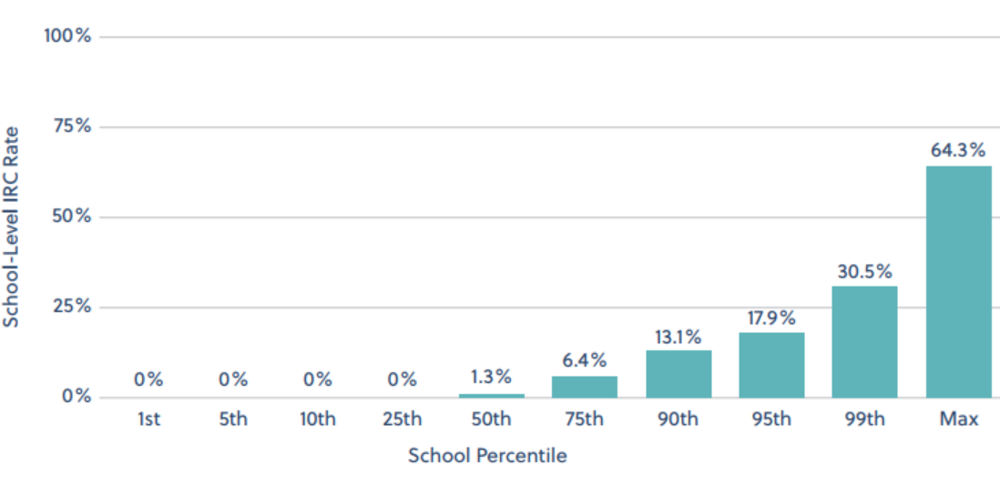 100%
75%
64.3%
School-Level IRC Rate
50%
30.5%
25%
17.9%
13.1%
6.4%
0% 0% 0% 0% 1.3%
0%
1st 5th 10th 25th 50th 75th 90th 95th 99th Max
School Percentile